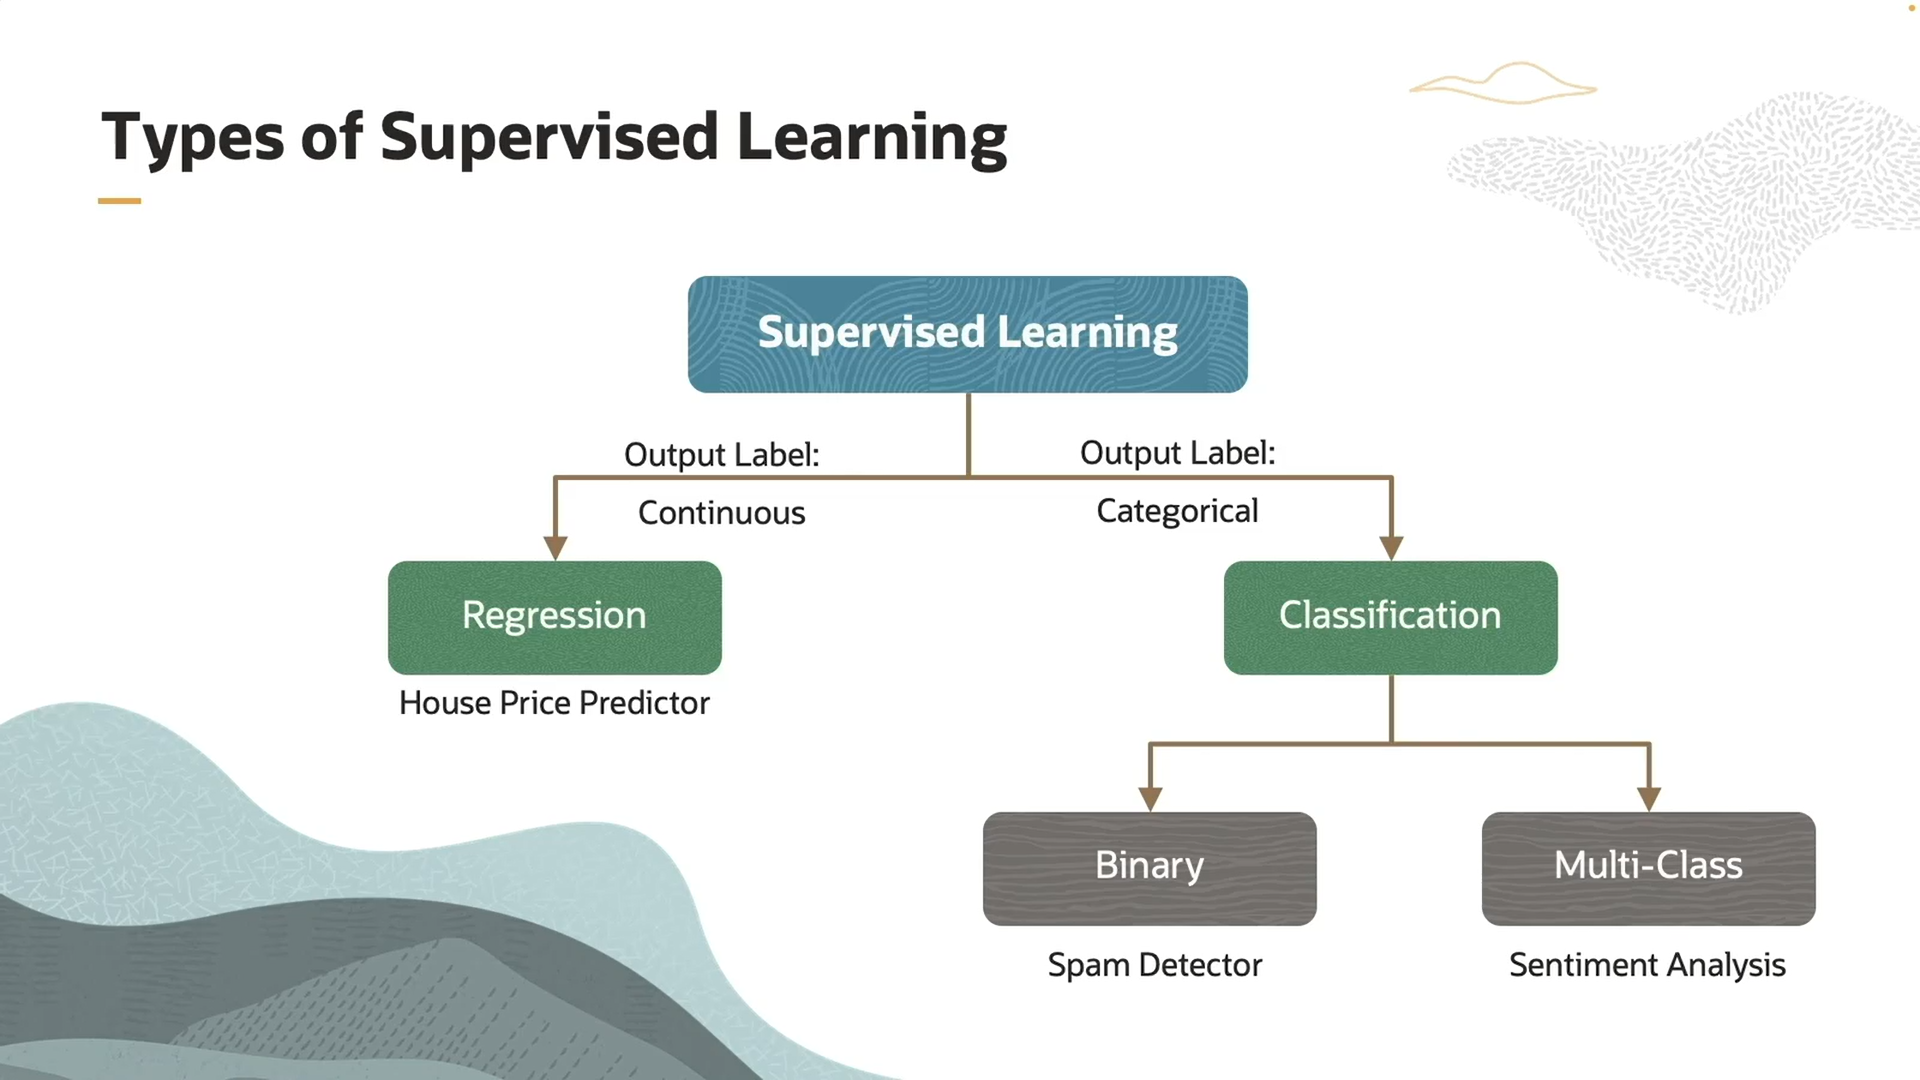 Types of Supervised Learning
Supervised Learning
Output Label:
Continuous
Output Label:
Categorical
Regression
House Price Predictor
Classification
Binary
Spam Detector
Multi-Class
Sentiment Analysis